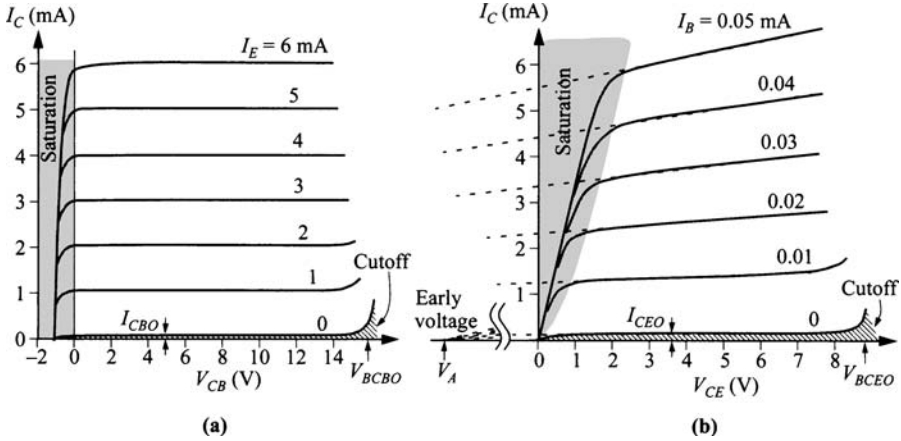 I_C (mA)
I_E = 6 mA
6
5
5
4
4
3
3
2
2
1
1
0
0
Saturation
I_CBO
Cutoff
−2
0
2
4
6
8
10
12
14
V_CB (V)
V_BCBO
(a)
I_C (mA)
I_B = 0.05 mA
6
0.04
5
4
0.03
3
0.02
2
0.01
1
0
Saturation
Early
voltage
I_CEO
Cutoff
V_A
0
1
2
3
4
5
6
7
8
V_CE (V)
V_BCEO
(b)